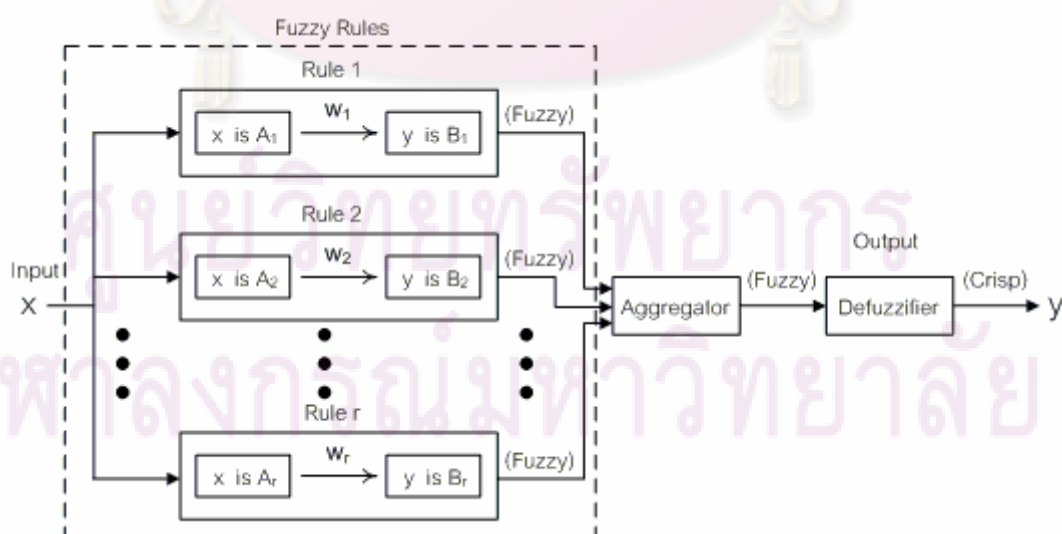 Fuzzy Rules
Rule 1
x is A₁
w₁
y is B₁
(Fuzzy)
Rule 2
x is A₂
w₂
y is B₂
(Fuzzy)
Input
X
Aggregator
(Fuzzy)
Output
Defuzzifier
(Crisp)
y
Rule r
x is Aᵣ
wᵣ
y is Bᵣ
(Fuzzy)
ศูนย์วิทยทรัพยากร
จุฬาลงกรณ์มหาวิทยาลัย